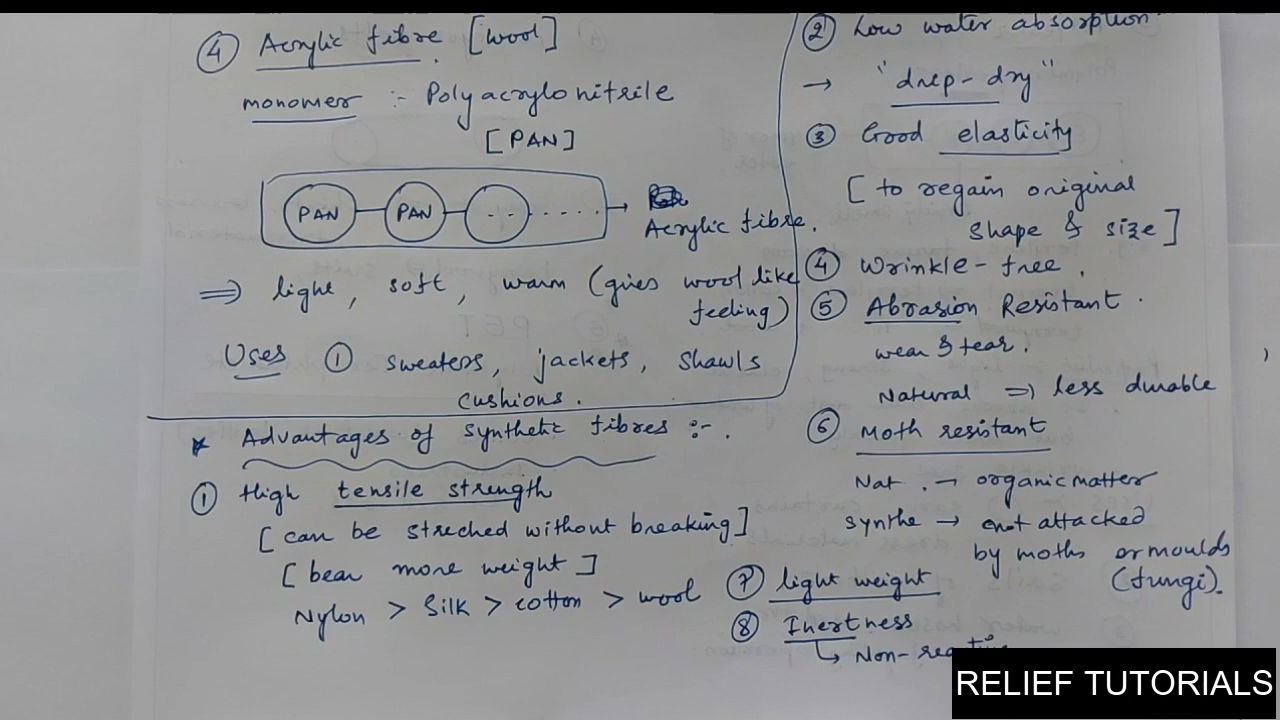 ④ Acrylic fibre [wool]
monomer :- Polyacrylonitrile
[PAN]
PAN PAN .. ..... → Acrylic fibre.
⇒ light, soft, warm (gives wool like
feeling)
Uses ① sweaters, jackets, shawls
cushions.
* Advantages of synthetic fibres :-.
① High tensile strength
[can be streched without breaking]
[bear more weight]
Nylon > Silk > cotton > wool
② Low water absorption
→ "drip-dry"
③ Good elasticity
[to regain original
shape & size]
④ Wrinkle-free.
⑤ Abrasion Resistant.
wear & tear.
Natural ⇒ less durable
⑥ Moth resistant
Nat. → organic matter
synthe → not attacked
by moths or moulds
(fungi).
⑦ light weight
⑧ Inertness
↳ Non-
RELIEF TUTORIALS